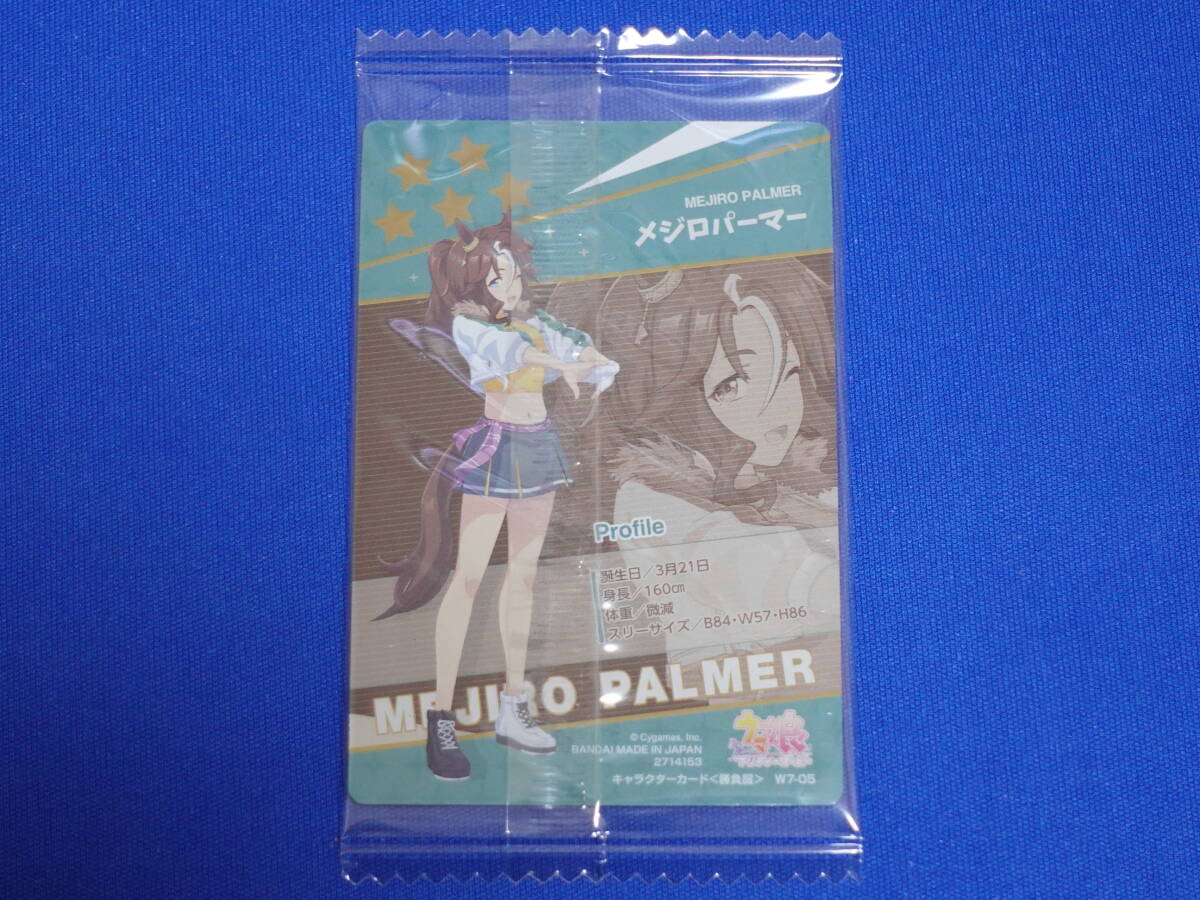 MEJIRO PALMER
メジロパーマー
Profile
誕生日/3月21日
身長/160㎝
体重/微減
スリーサイズ/B84・W57・H86
MEJIRO PALMER
© Cygames, Inc.
BANDAI MADE IN JAPAN
2714153
ウマ娘
キャラクターカード<勝負服> W7-05